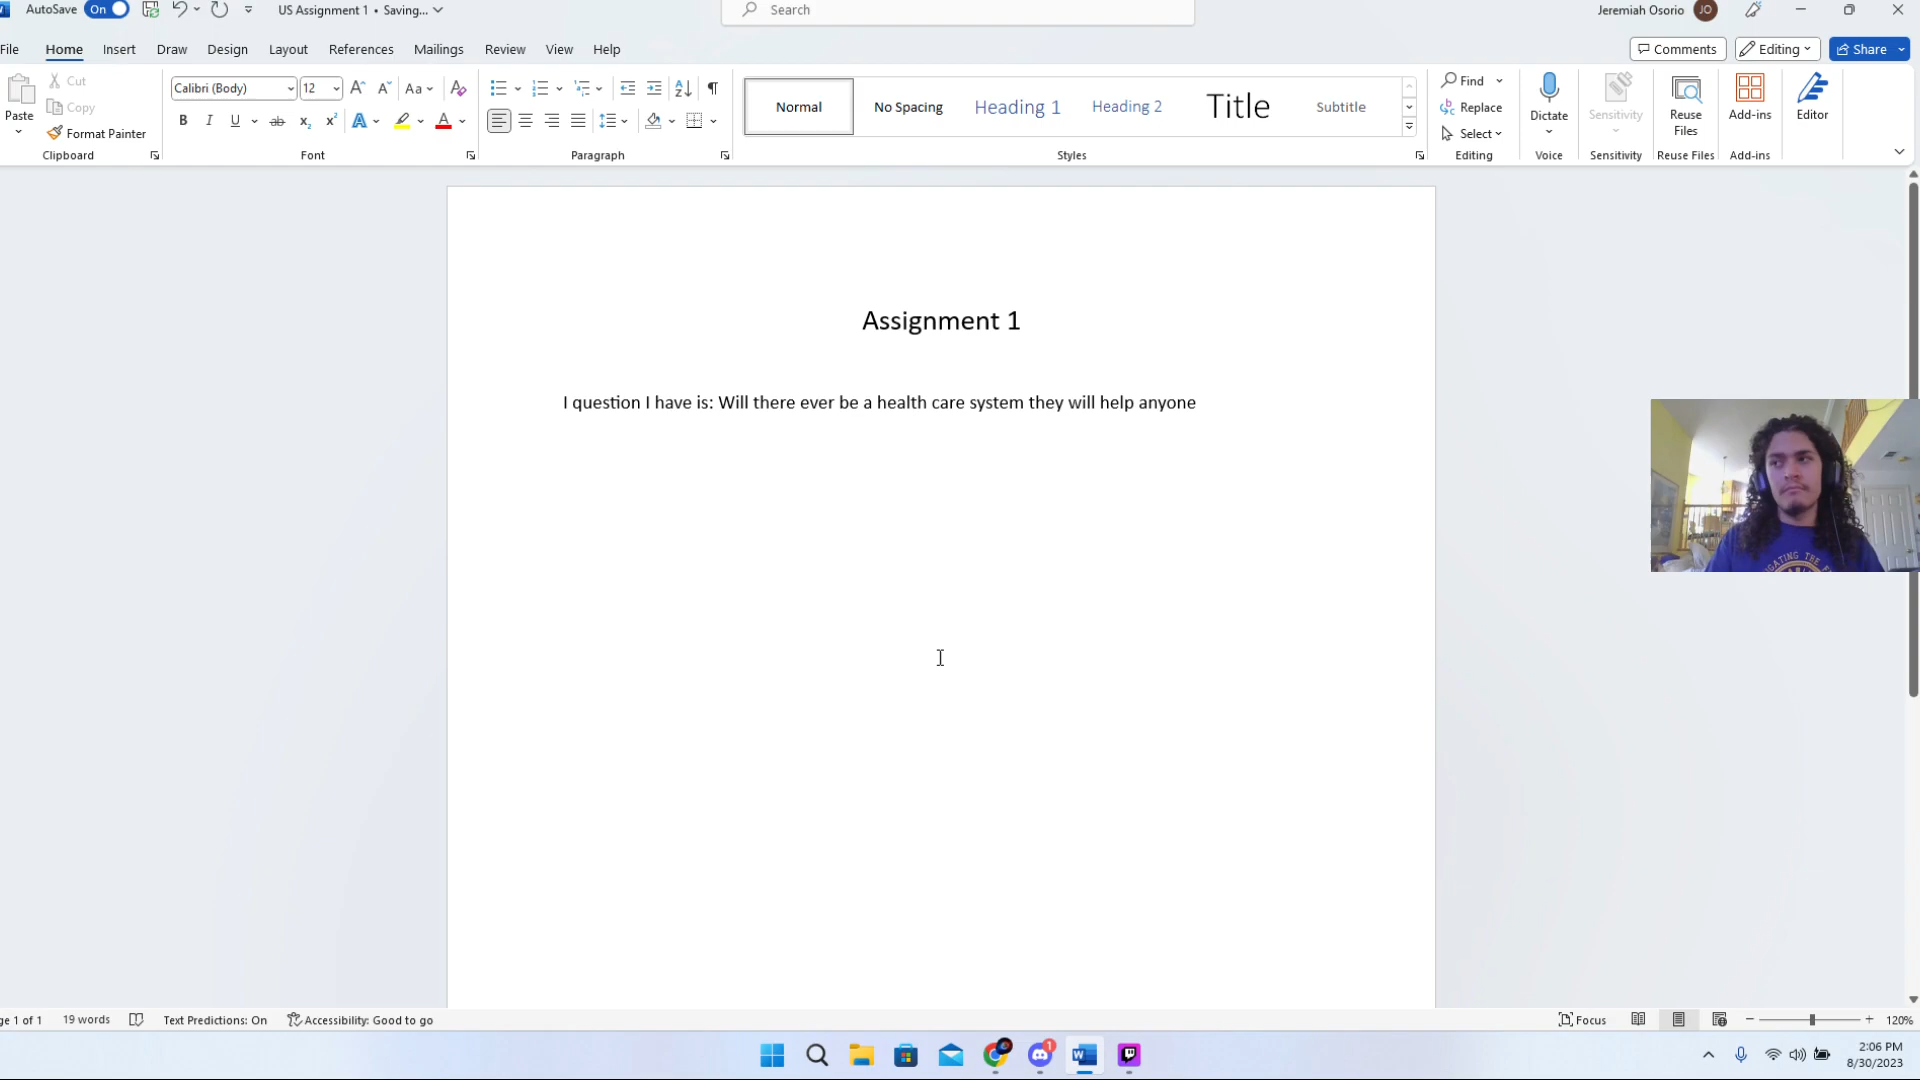 AutoSave On US Assignment 1 • Saving... Search Jeremiah Osorio JO
File Home Insert Draw Design Layout References Mailings Review View Help Comments Editing Share
Paste
Cut
Copy
Format Painter
Clipboard
Calibri (Body) 12 Aa
B I U ab x₂ x² A A
Font
Paragraph
Normal
No Spacing
Heading 1
Heading 2
Title
Subtitle
Styles
Find
Replace
Select
Editing
Dictate
Voice
Sensitivity
Sensitivity
Reuse
Files
Reuse Files
Add-ins
Add-ins
Editor
Assignment 1
I question I have is: Will there ever be a health care system they will help anyone
ge 1 of 1 19 words Text Predictions: On Accessibility: Good to go Focus 120%
2:06 PM
8/30/2023